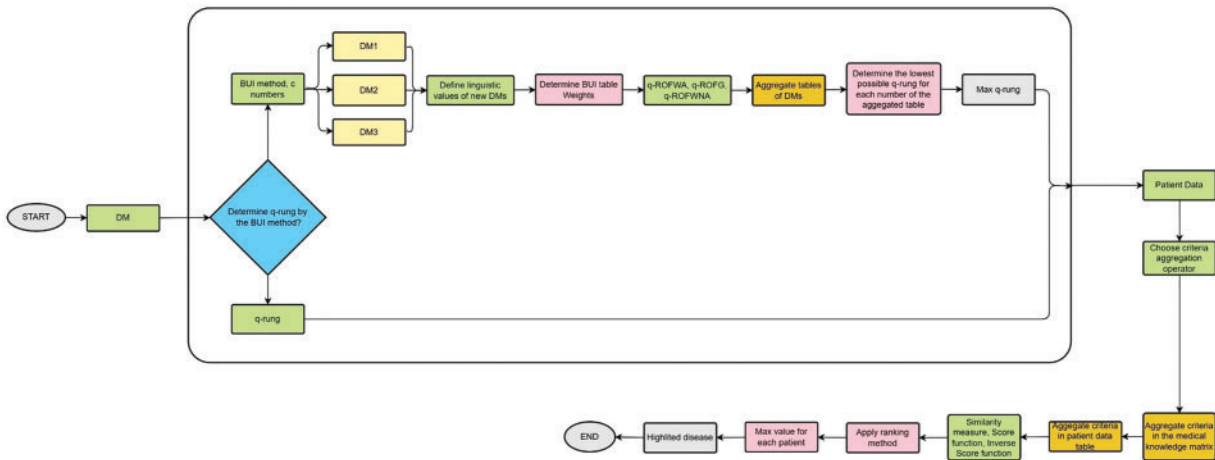 START
DM
Determine q-rung by
the BUI method?
BUI method, c
numbers
DM1
DM2
DM3
Define linguistic
values of new DMs
Determine BUI table
Weights
q-ROFWA, q-ROFG,
q-ROFWNA
Aggregate tables
of DMs
Determine the lowest
possible q-rung for
each number of the
aggegated table
Max q-rung
q-rung
Patient Data
Choose criteria
aggregation
operator
Aggregate criteria
in the medical
knowledge matrix
Aggregate criteria
in patient data
table
Similarity
measure, Score
function, Inverse
Score function
Apply ranking
method
Max value for
each patient
Highlited disease
END